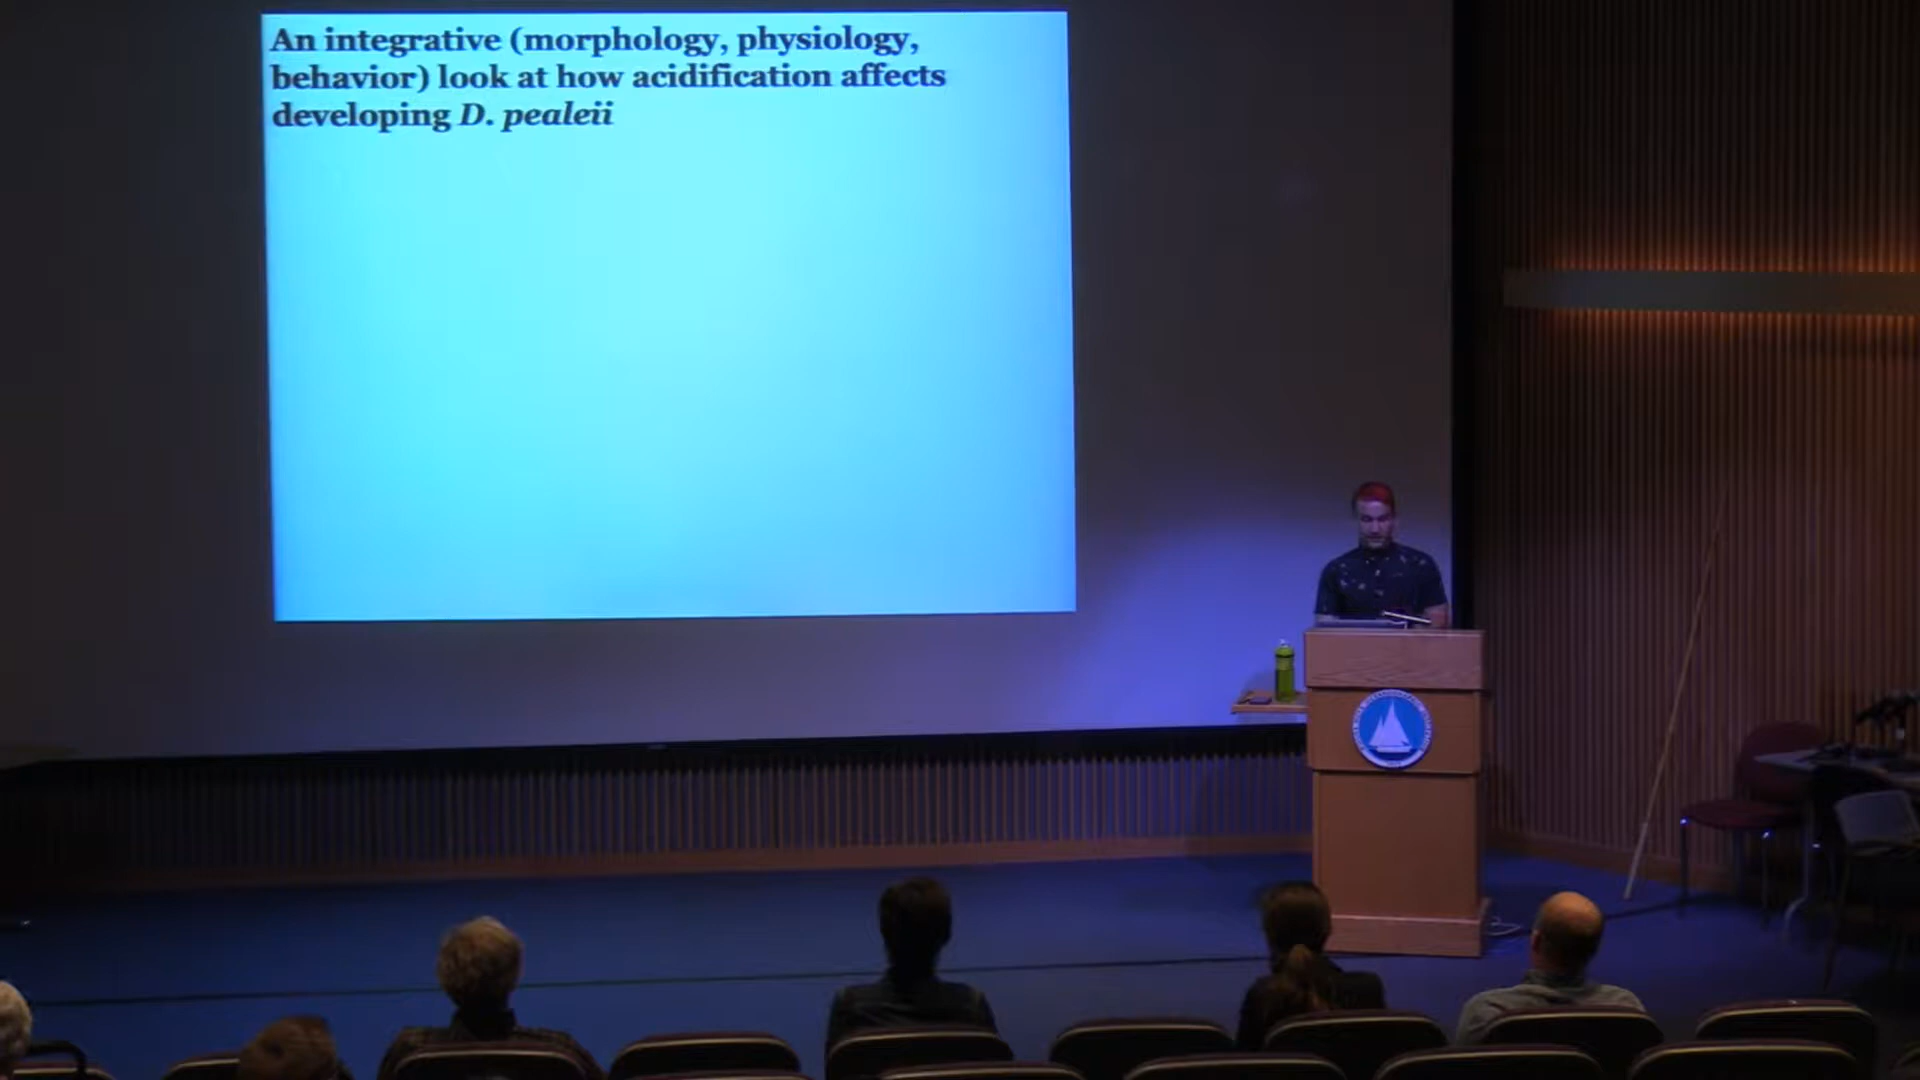 An integrative (morphology, physiology,
behavior) look at how acidification affects
developing D. pealeii